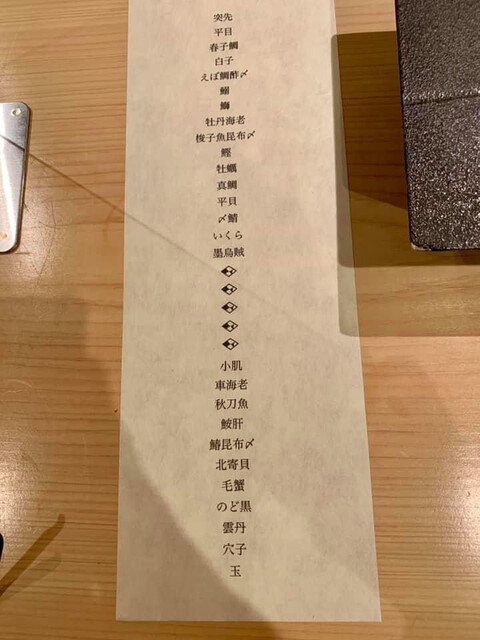 突先
平目
春子鯛
白子
えぼ鯛酢〆
鰯
鰤
牡丹海老
梭子魚昆布〆
鰹
牡蠣
真鯛
平貝
〆鯖
いくら
墨烏賊
小肌
車海老
秋刀魚
鮟肝
鰆昆布〆
北寄貝
毛蟹
のど黒
雲丹
穴子
玉